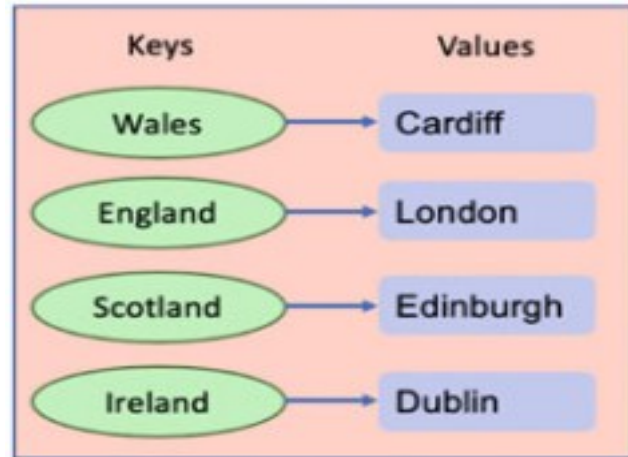 Keys Values
Wales Cardiff
England London
Scotland Edinburgh
Ireland Dublin